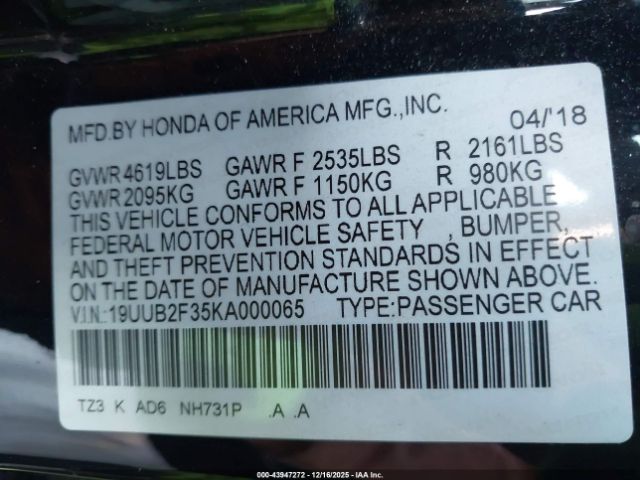 MFD.BY HONDA OF AMERICA MFG.,INC. 04/'18
GVWR 4619LBS GAWR F 2535LBS R 2161LBS
GVWR 2095KG GAWR F 1150KG R 980KG
THIS VEHICLE CONFORMS TO ALL APPLICABLE
FEDERAL MOTOR VEHICLE SAFETY , BUMPER,
AND THEFT PREVENTION STANDARDS IN EFFECT
ON THE DATE OF MANUFACTURE SHOWN ABOVE.
V.I.N.:19UUB2F35KA000065 TYPE:PASSENGER CAR
TZ3 K AD6 NH731P .A .A
000-43947272 — 12/16/2025 — IAA Inc.